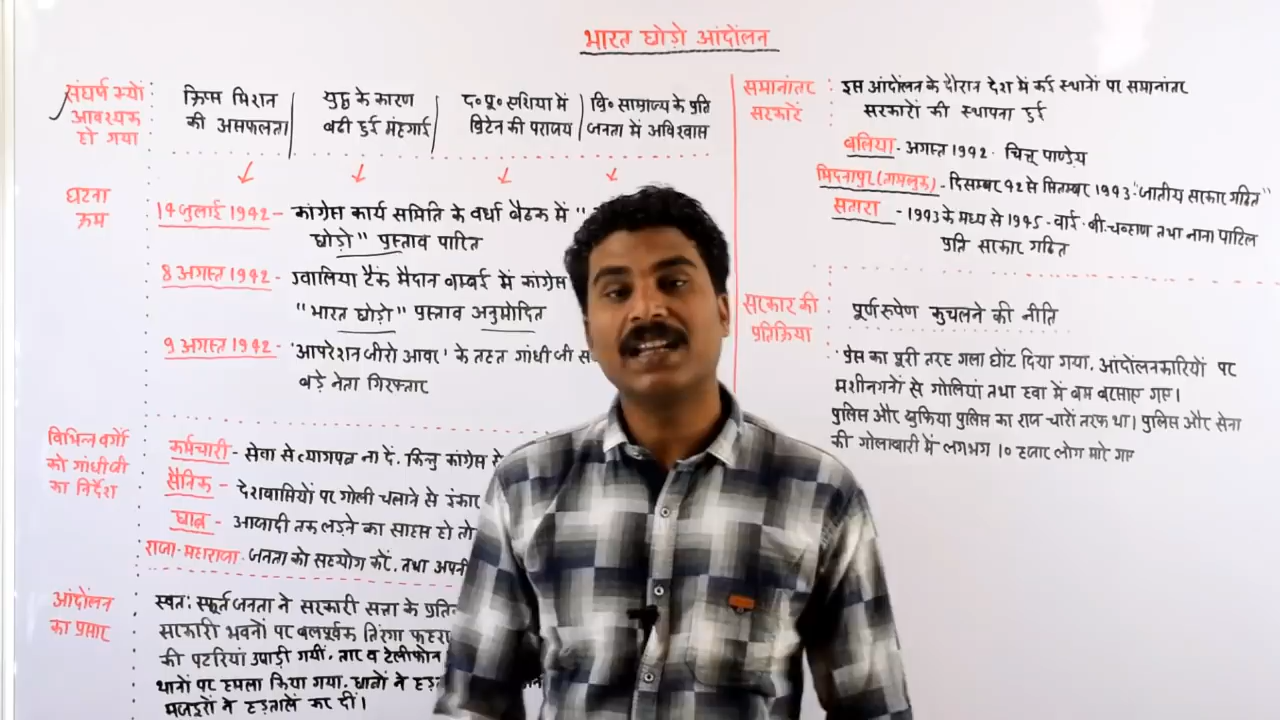 भारत छोड़ो आंदोंलन
संघर्ष क्यों
आवश्यक
हो गया
क्रिप्स मिशन
की असफलता
युद्ध के कारण
बढी हुई मंहगाई
द॰ पू॰ एशिया में
ब्रिटेन की पराजय
ब्रि॰ साम्राज्य के प्रति
जनता में अविश्वास
घटना
क्रम
14 जुलाई 1942 - कांग्रेस कार्य समिति के वर्धा बैठक में "
छोड़ो" प्रस्ताव पारित
8 अगस्त 1942 - ग्वालिया टैंक मैदान बाम्बई में कांग्रेस
"भारत छोड़ो" प्रस्ताव अनुमोदित
9 अगस्त 1942 - 'आपरेशन जीरो आवर' के तहत गांधीजी स
बड़े नेता गिरफ्तार
विभिन्न वर्गों
को गांधीजी
का निर्देश
कर्मचारी - सेवा से त्यागपत्र ना दें, किन्तु कांग्रेस से
सैनिक - देशवासियों पर गोली चलाने से इंकार
छात्र - आजादी तक लड़ने का साहस हो तो
राजा-महाराजा - जनता को सहयोग करें, तथा अपनी
आंदोंलन
का प्रसार
स्वतः स्फूर्त जनता ने सरकारी सत्ता के प्रति
सरकारी भवनों पर बलपूर्वक तिरंगा फहरा
की पटरियां उपाड़ी गयीं, तार व टेलीफोन
थानों पर हमला किया गया, छात्रों ने हड़त
मजदूरों ने हड़तालें कर दीं।
समानांतर
सरकारें
: इस आंदोंलन के दौरान देश में कई स्थानों पर समानांतर
सरकारों की स्थापना हुई
बलिया - अगस्त 1942 - चित्तू पाण्डेय
मिदनापुर (तामलुक) - दिसम्बर 42 से सितम्बर 1943 "जातीय सरकार गठित"
सतारा - 1943 के मध्य से 1945 - वाई. बी. चव्हाण तथा नाना पाटिल
प्रति सरकार गठित
सरकार की
प्रतिक्रिया
पूर्णरूपेण कुचलने की नीति
'प्रेस का पूरी तरह गला घोंट दिया गया, आंदोंलनकारियों पर
मशीनगनों से गोलियां तथा हवा में बम बरसाए गए।
पुलिस और खुफिया पुलिस का राज चारों तरफ था। पुलिस और सेना
की गोलाबारी में लगभग 10 हजार लोग मारे गए